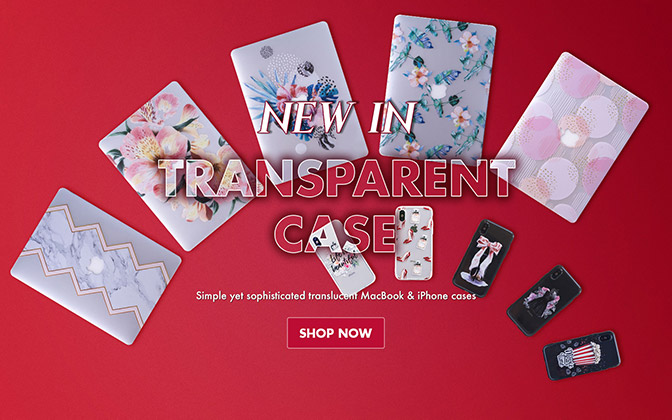 NEW IN
TRANSPARENT
CASE
Simple yet sophisticated translucent MacBook & iPhone cases
SHOP NOW